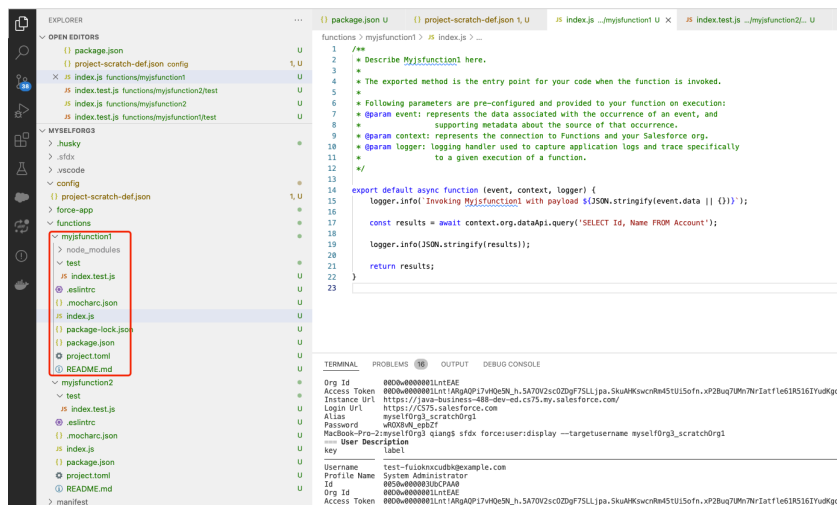 EXPLORER
OPEN EDITORS
{} package.json U
{} project-scratch-def.json config 1, U
JS index.js functions/myjsfunction1 U
JS index.test.js functions/myjsfunction2/test U
JS index.js functions/myjsfunction2 U
JS index.test.js functions/myjsfunction1/test U
MYSELFORG3
.husky
.sfdx
.vscode
config
{} project-scratch-def.json 1, U
force-app
functions
myjsfunction1
node_modules
test
JS index.test.js U
.eslintrc U
{} .mocharc.json U
JS index.js U
{} package-lock.json U
{} package.json U
project.toml U
README.md U
myjsfunction2
test
JS index.test.js U
.eslintrc U
{} .mocharc.json U
JS index.js U
{} package.json U
project.toml U
README.md U
manifest
38
{} package.json U {} project-scratch-def.json 1, U JS index.js .../myjsfunction1 U JS index.test.js .../myjsfunction2/... U
functions > myjsfunction1 > JS index.js > ...
1 /**
2 * Describe Myjsfunction1 here.
3 *
4 * The exported method is the entry point for your code when the function is invoked.
5 *
6 * Following parameters are pre-configured and provided to your function on execution:
7 * @param event: represents the data associated with the occurrence of an event, and
8 * supporting metadata about the source of that occurrence.
9 * @param context: represents the connection to Functions and your Salesforce org.
10 * @param logger: logging handler used to capture application logs and trace specifically
11 * to a given execution of a function.
12 */
13
14 export default async function (event, context, logger) {
15 logger.info(`Invoking Myjsfunction1 with payload ${JSON.stringify(event.data || {})}`);
16
17 const results = await context.org.dataApi.query('SELECT Id, Name FROM Account');
18
19 logger.info(JSON.stringify(results));
20
21 return results;
22 }
23
TERMINAL PROBLEMS 16 OUTPUT DEBUG CONSOLE
Org Id 00D0w0000001LntEAE
Access Token
Instance Url https://java-business-488-dev-ed.cs75.my.salesforce.com/
Login Url https://CS75.salesforce.com
Alias myselfOrg3_scratchOrg1
Password wROX8vN_epbZf
MacBook-Pro-2:myselfOrg3 qiang$ sfdx force:user:display --targetusername myselfOrg3_scratchOrg1
=== User Description
key label
Username test-fuioknxcudbk@example.com
Profile Name System Administrator
Id 0050w000003UbCPAA0
Org Id 00D0w0000001LntEAE
Access Token